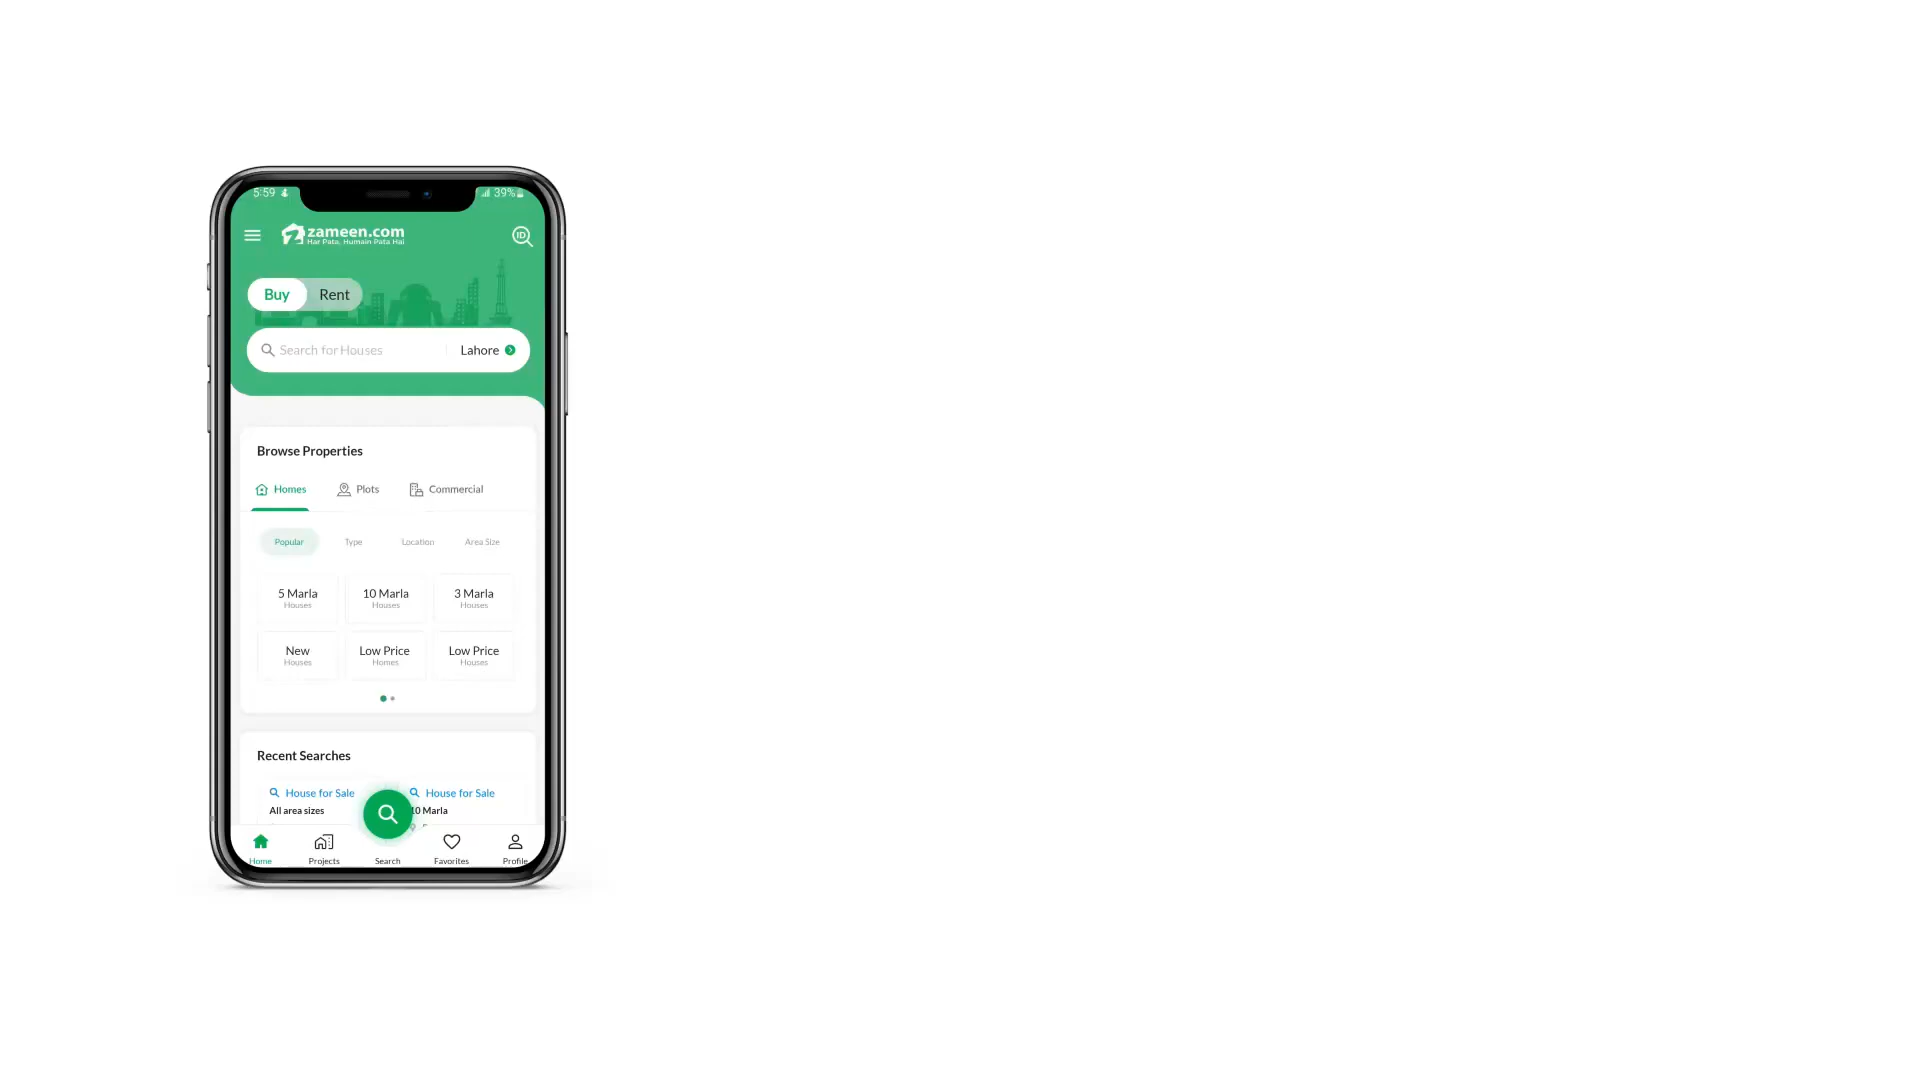 5:59
39%
zameen.com
Har Pata, Humain Pata Hai
ID
Buy
Rent
Search for Houses
Lahore
Browse Properties
Homes
Plots
Commercial
Popular
Type
Location
Area Size
5 Marla
Houses
10 Marla
Houses
3 Marla
Houses
New
Houses
Low Price
Homes
Low Price
Houses
Recent Searches
House for Sale
All area sizes
House for Sale
10 Marla
Home
Projects
Search
Favorites
Profile